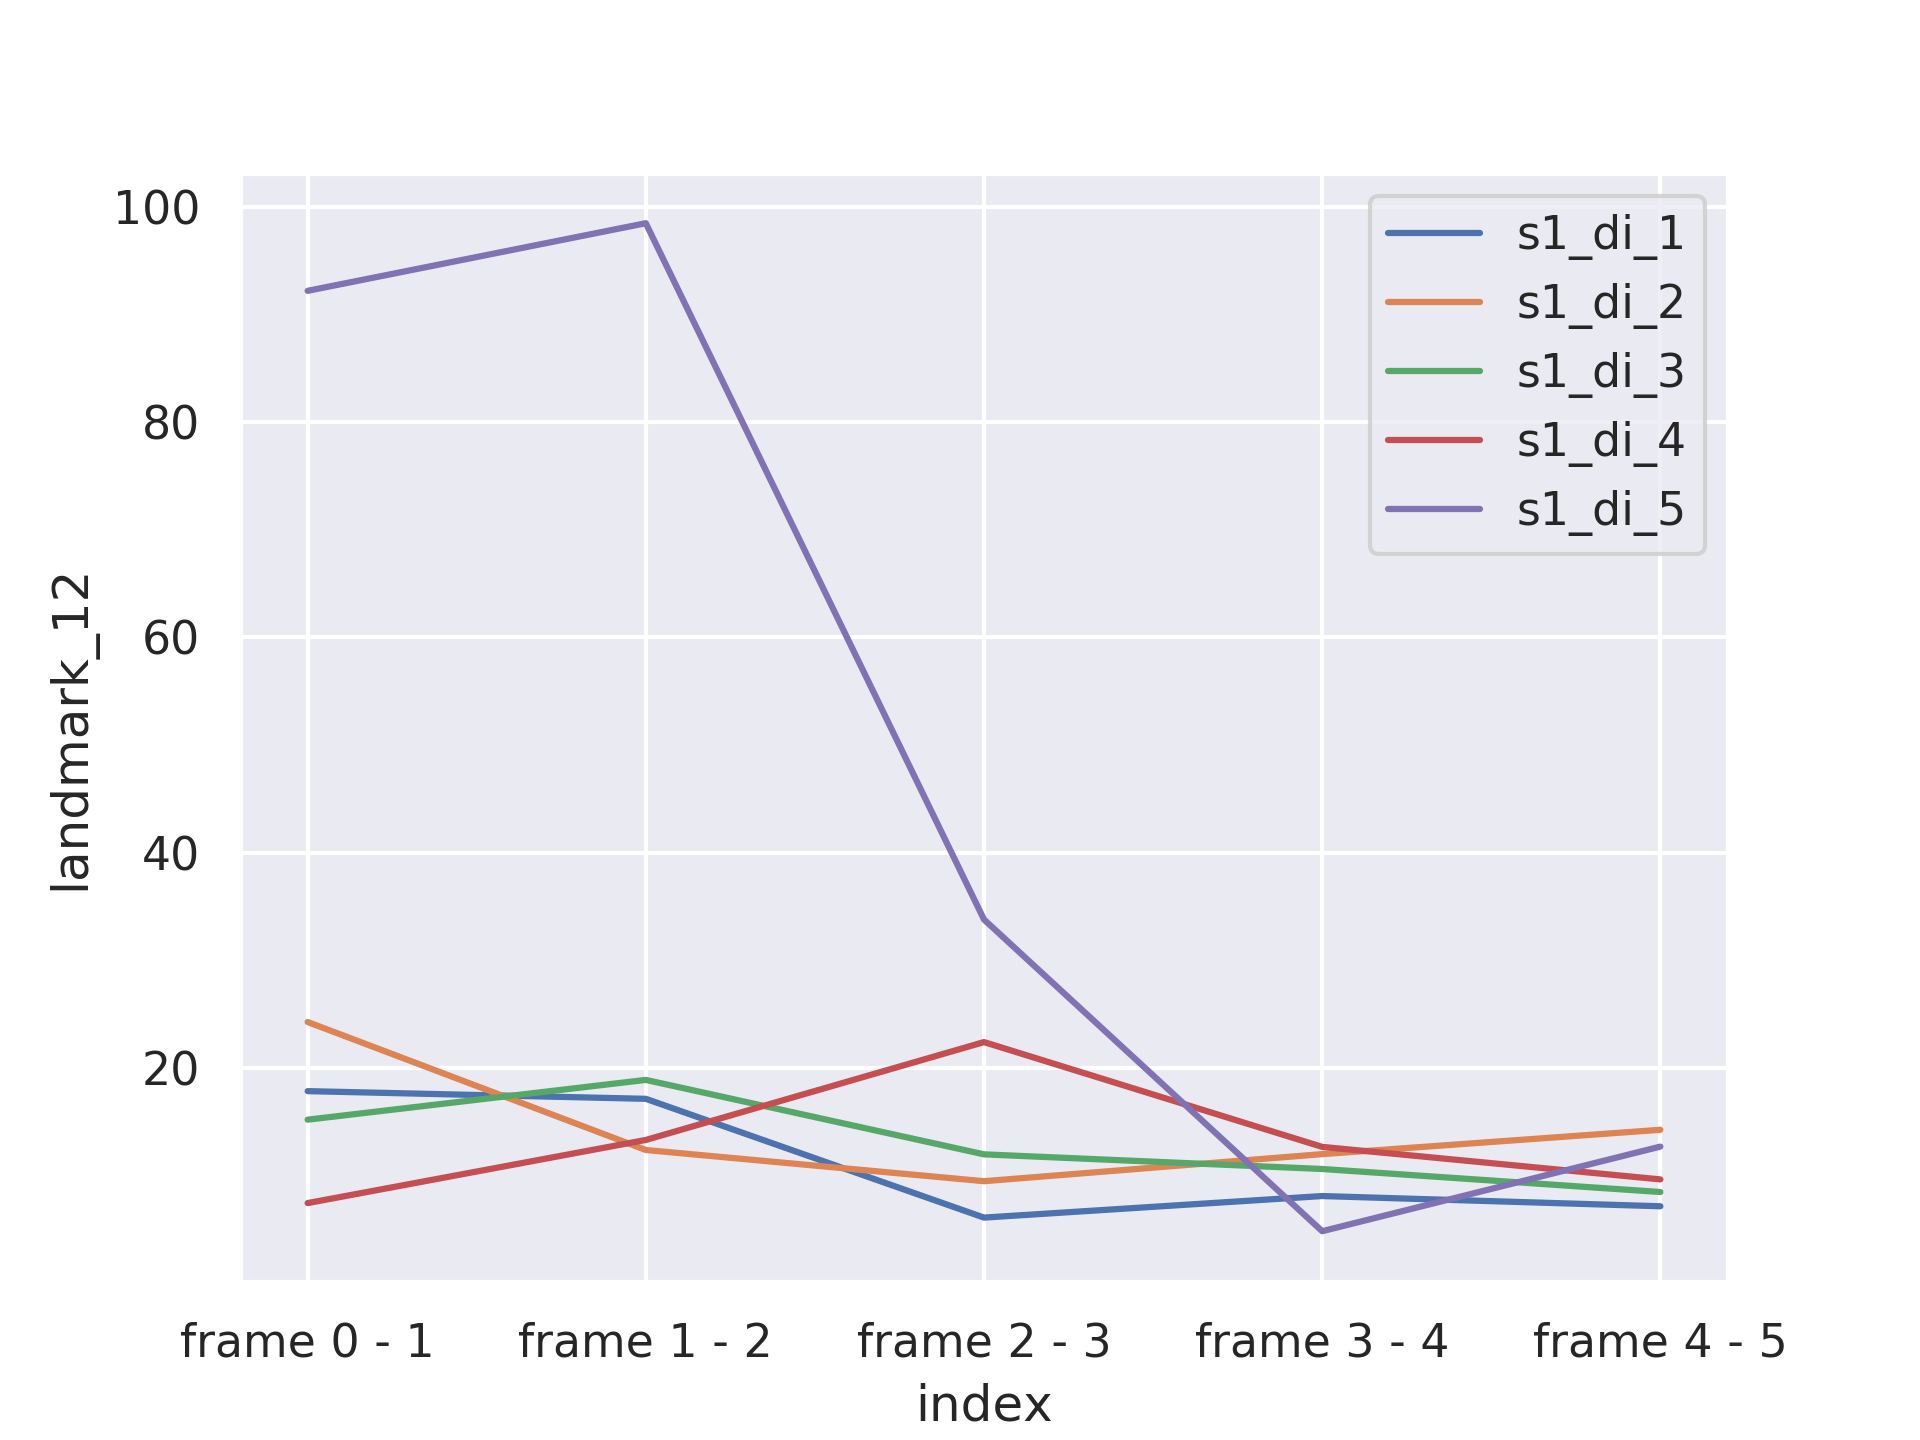 100
80
60
40
20
landmark_12
s1_di_1
s1_di_2
s1_di_3
s1_di_4
s1_di_5
frame 0 - 1
frame 1 - 2
frame 2 - 3
frame 3 - 4
frame 4 - 5
index